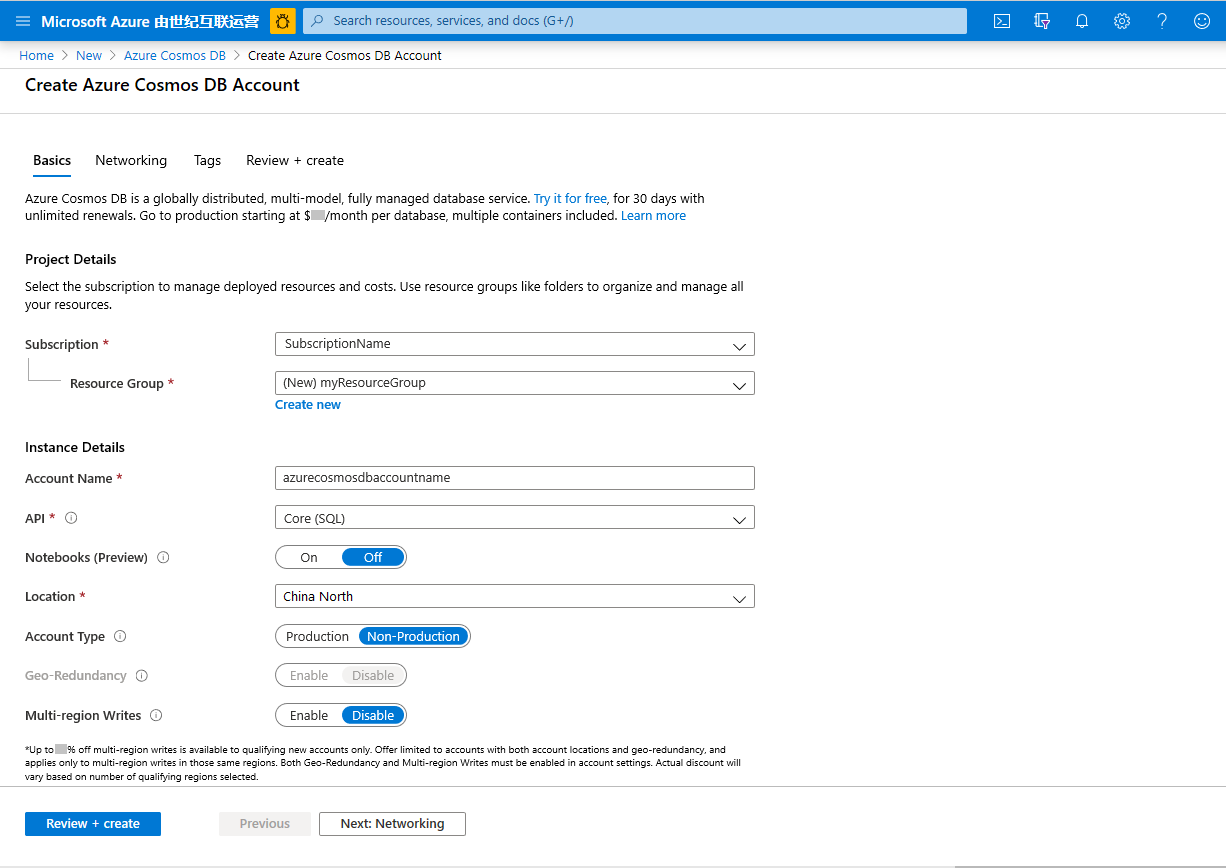 Microsoft Azure 由世纪互联运营
Search resources, services, and docs (G+/)
Home > New > Azure Cosmos DB > Create Azure Cosmos DB Account
Create Azure Cosmos DB Account
Basics Networking Tags Review + create
Azure Cosmos DB is a globally distributed, multi-model, fully managed database service. Try it for free, for 30 days with
unlimited renewals. Go to production starting at $ /month per database, multiple containers included. Learn more
Project Details
Select the subscription to manage deployed resources and costs. Use resource groups like folders to organize and manage all
your resources.
Subscription * SubscriptionName
Resource Group * (New) myResourceGroup
Create new
Instance Details
Account Name * azurecosmosdbaccountname
API * Core (SQL)
Notebooks (Preview) On Off
Location * China North
Account Type Production Non-Production
Geo-Redundancy Enable Disable
Multi-region Writes Enable Disable
*Up to % off multi-region writes is available to qualifying new accounts only. Offer limited to accounts with both account locations and geo-redundancy, and
applies only to multi-region writes in those same regions. Both Geo-Redundancy and Multi-region Writes must be enabled in account settings. Actual discount will
vary based on number of qualifying regions selected.
Review + create Previous Next: Networking